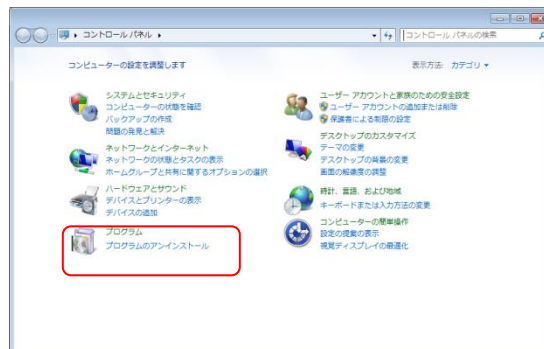 コントロール パネル
コントロール パネルの検索
コンピューターの設定を調整します
表示方法: カテゴリ
システムとセキュリティ
コンピューターの状態を確認
バックアップの作成
問題の発見と解決
ネットワークとインターネット
ネットワークの状態とタスクの表示
ホームグループと共有に関するオプションの選択
ハードウェアとサウンド
デバイスとプリンターの表示
デバイスの追加
プログラム
プログラムのアンインストール
ユーザー アカウントと家族のための安全設定
ユーザー アカウントの追加または削除
保護者による制限の設定
デスクトップのカスタマイズ
テーマの変更
デスクトップの背景の変更
画面の解像度の調整
時計、言語、および地域
キーボードまたは入力方法の変更
コンピューターの簡単操作
設定の提案の表示
視覚ディスプレイの最適化